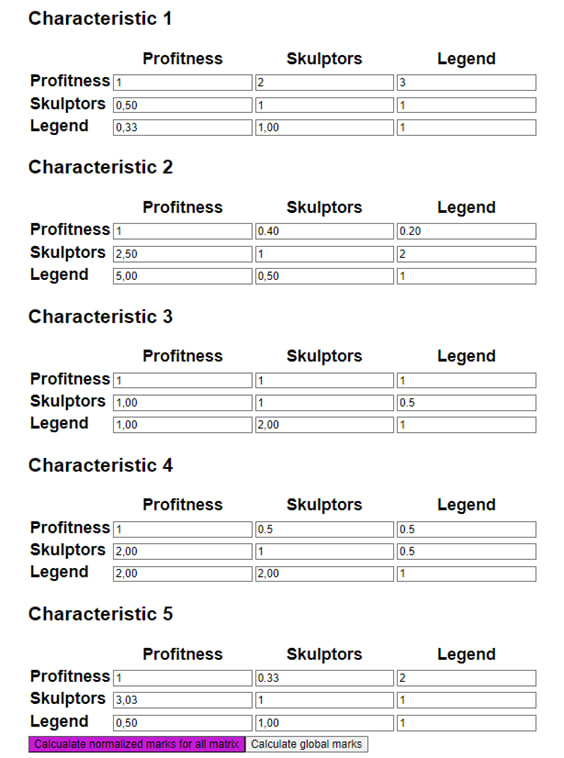 Characteristic 1
Profitness Skulptors Legend
Profitness 1 2 3
Skulptors 0,50 1 1
Legend 0,33 1,00 1
Characteristic 2
Profitness Skulptors Legend
Profitness 1 0.40 0.20
Skulptors 2,50 1 2
Legend 5,00 0,50 1
Characteristic 3
Profitness Skulptors Legend
Profitness 1 1 1
Skulptors 1,00 1 0.5
Legend 1,00 2,00 1
Characteristic 4
Profitness Skulptors Legend
Profitness 1 0.5 0.5
Skulptors 2,00 1 0.5
Legend 2,00 2,00 1
Characteristic 5
Profitness Skulptors Legend
Profitness 1 0.33 2
Skulptors 3,03 1 1
Legend 0,50 1,00 1
Calcualate normalized marks for all matrix Calculate global marks